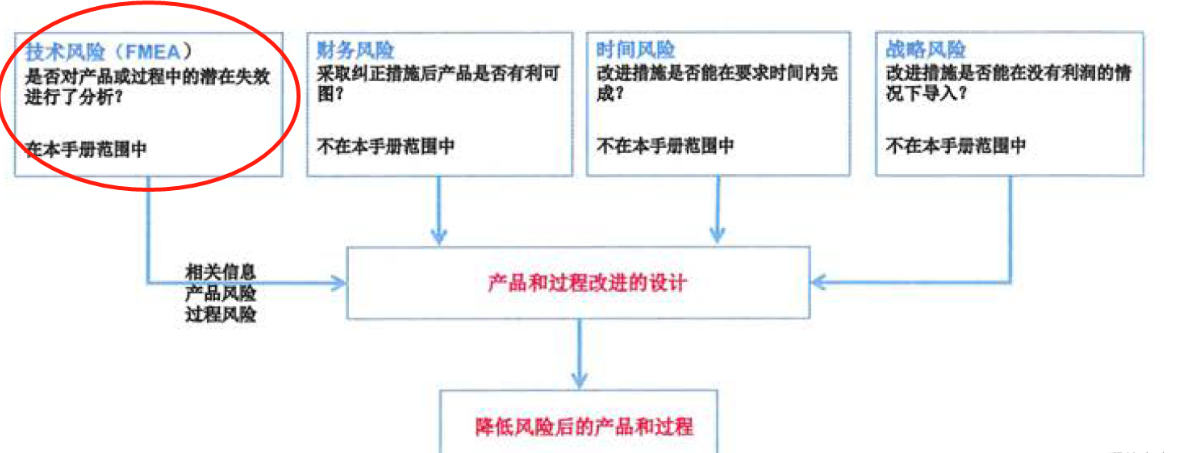 技术风险（FMEA）
是否对产品或过程中的潜在失效
进行了分析？
在本手册范围中
财务风险
采取纠正措施后产品是否有利可
图？
不在本手册范围中
时间风险
改进措施是否能在要求时间内完
成？
不在本手册范围中
战略风险
改进措施是否能在没有利润的情
况下导入？
不在本手册范围中
相关信息
产品风险
过程风险
产品和过程改进的设计
降低风险后的产品和过程